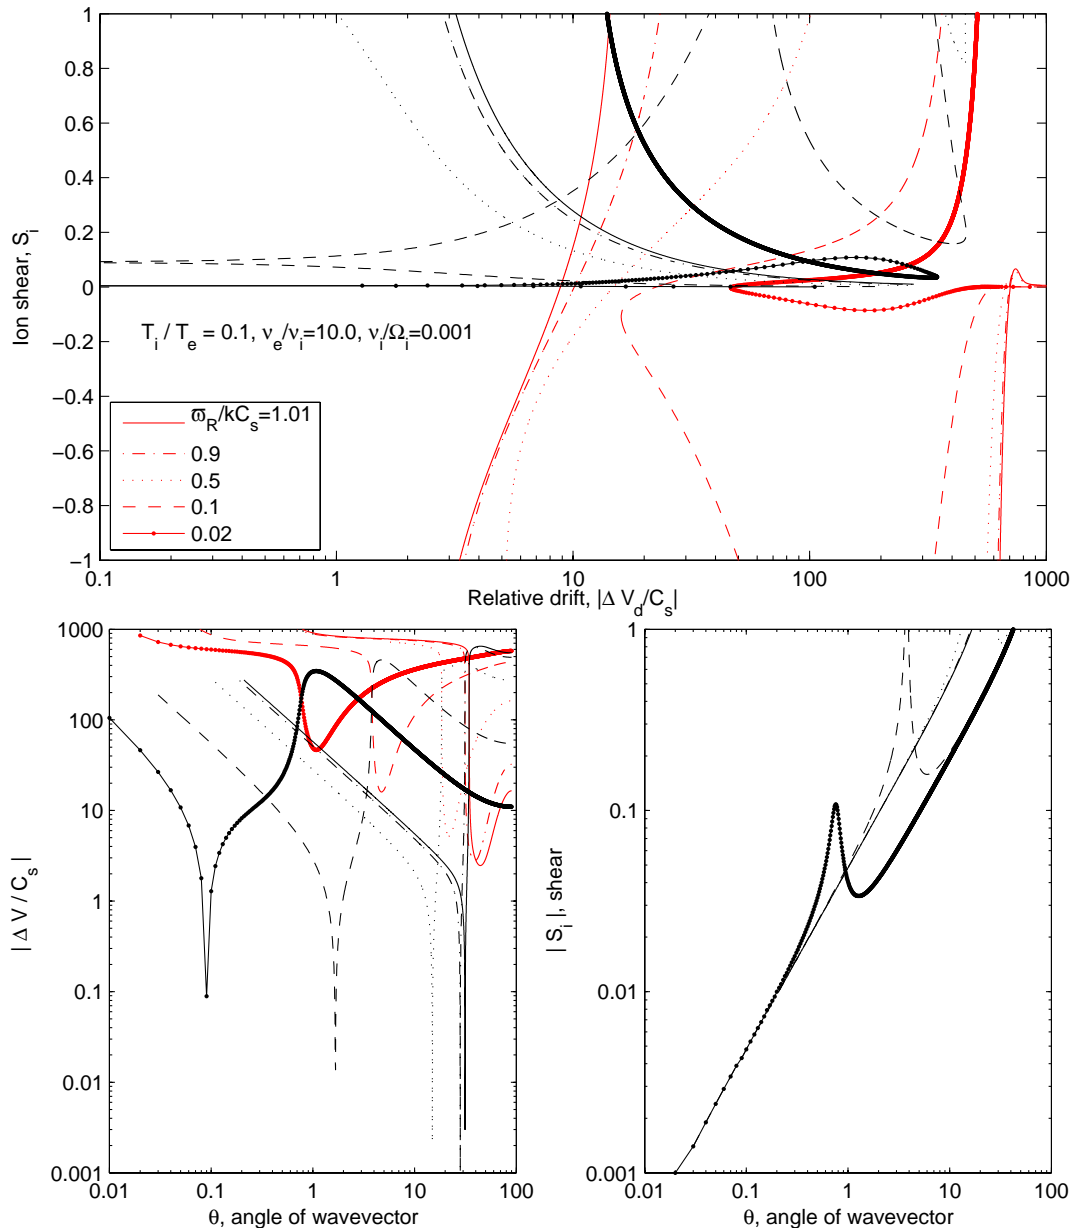 1
0.8
0.6
0.4
0.2
0
−0.2
−0.4
−0.6
−0.8
−1
Ion shear, S_i
T_i / T_e = 0.1, ν_e/ν_i=10.0, ν_i/Ω_i=0.001
ϖ_R/kC_s=1.01
0.9
0.5
0.1
0.02
0.1 1 10 100 1000
Relative drift, |Δ V_d/C_s|
1000
100
10
1
0.1
0.01
0.001
| Δ V / C_s |
0.01 0.1 1 10 100
θ, angle of wavevector
1
0.1
0.01
0.001
| S_i |, shear
0.01 0.1 1 10 100
θ, angle of wavevector